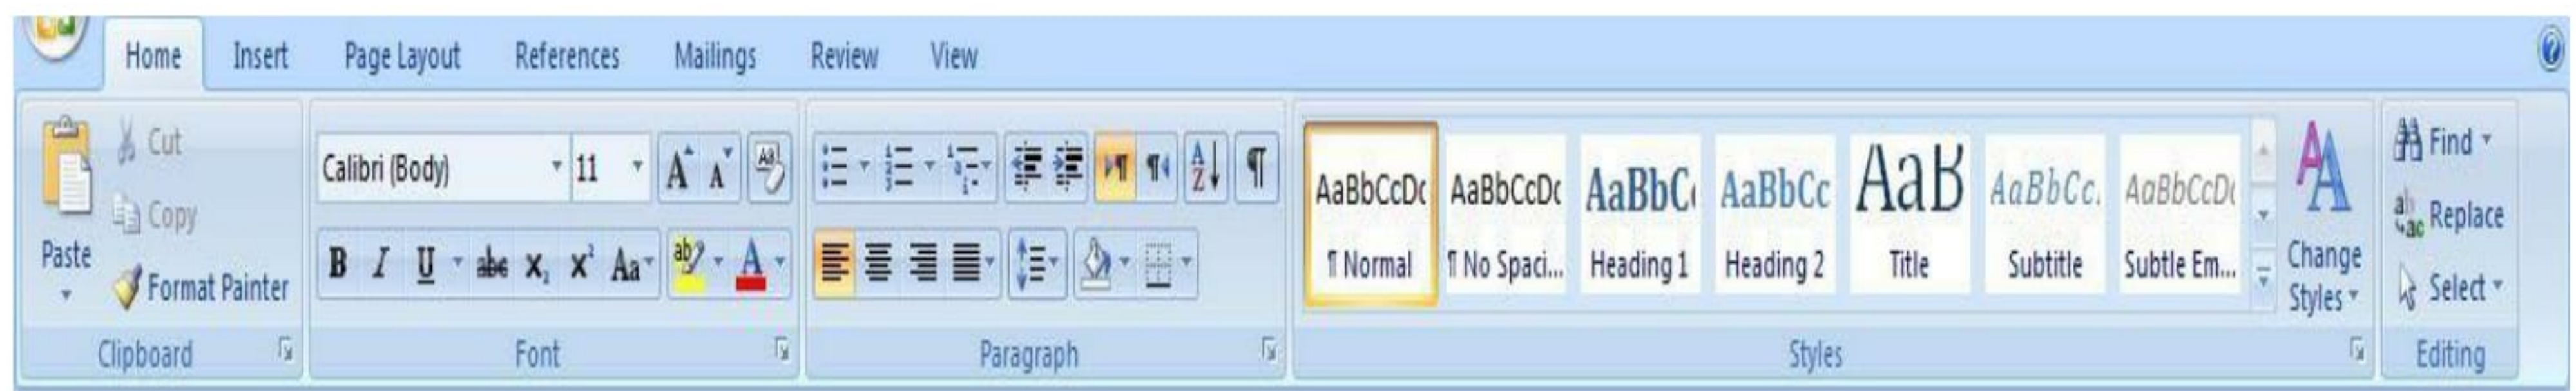 Home Insert Page Layout References Mailings Review View
Paste
Cut
Copy
Format Painter
Clipboard
Calibri (Body) 11
Font
Paragraph
AaBbCcDc AaBbCcDc AaBbC AaBbCc AaB AaBbCc. AaBbCcDc
¶ Normal ¶ No Spaci... Heading 1 Heading 2 Title Subtitle Subtle Em...
Change
Styles
Styles
Find
Replace
Select
Editing